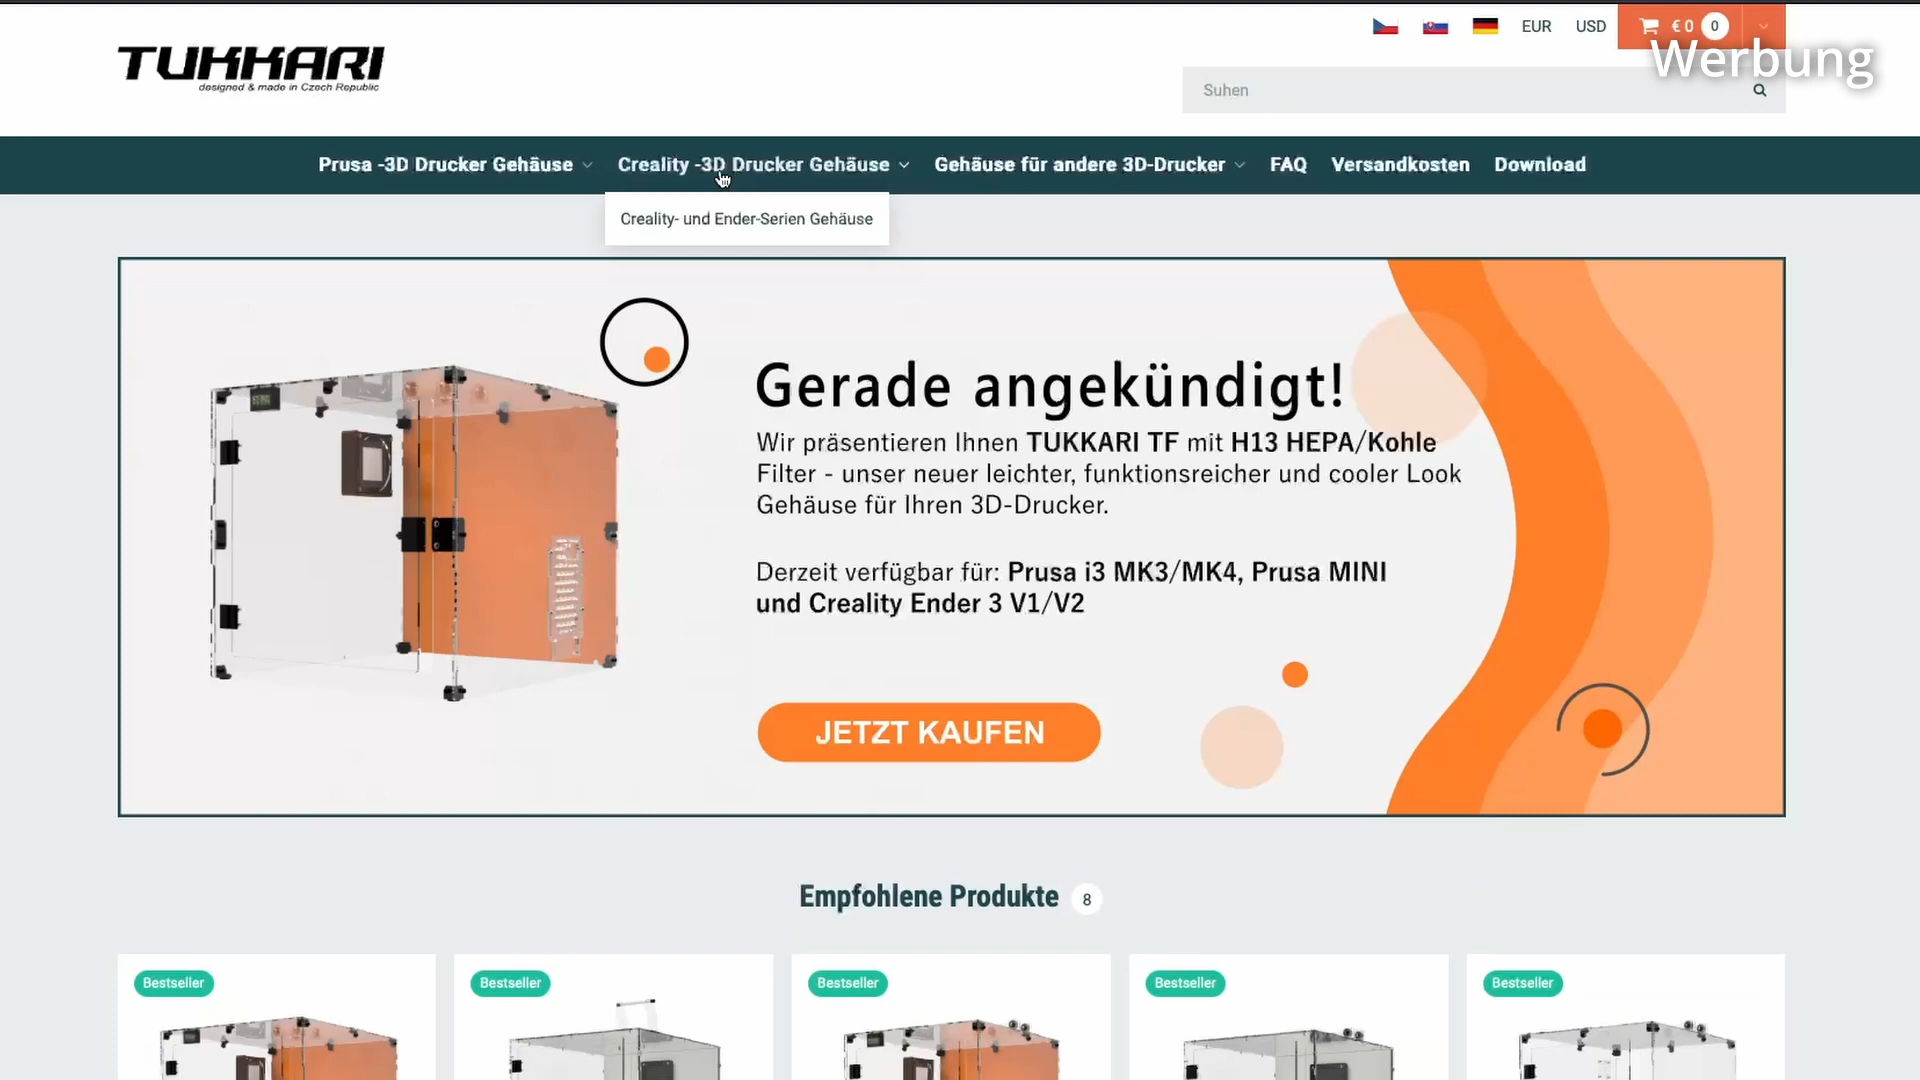 EUR
USD
€ 0
0
Werbung
TUKKARI
designed & made in Czech Republic
Suhen
Prusa -3D Drucker Gehäuse
Creality -3D Drucker Gehäuse
Gehäuse für andere 3D-Drucker
FAQ
Versandkosten
Download
Creality- und Ender-Serien Gehäuse
Gerade angekündigt!
Wir präsentieren Ihnen TUKKARI TF mit H13 HEPA/Kohle
Filter - unser neuer leichter, funktionsreicher und cooler Look
Gehäuse für Ihren 3D-Drucker.
Derzeit verfügbar für: Prusa i3 MK3/MK4, Prusa MINI
und Creality Ender 3 V1/V2
JETZT KAUFEN
Empfohlene Produkte
8
Bestseller
Bestseller
Bestseller
Bestseller
Bestseller